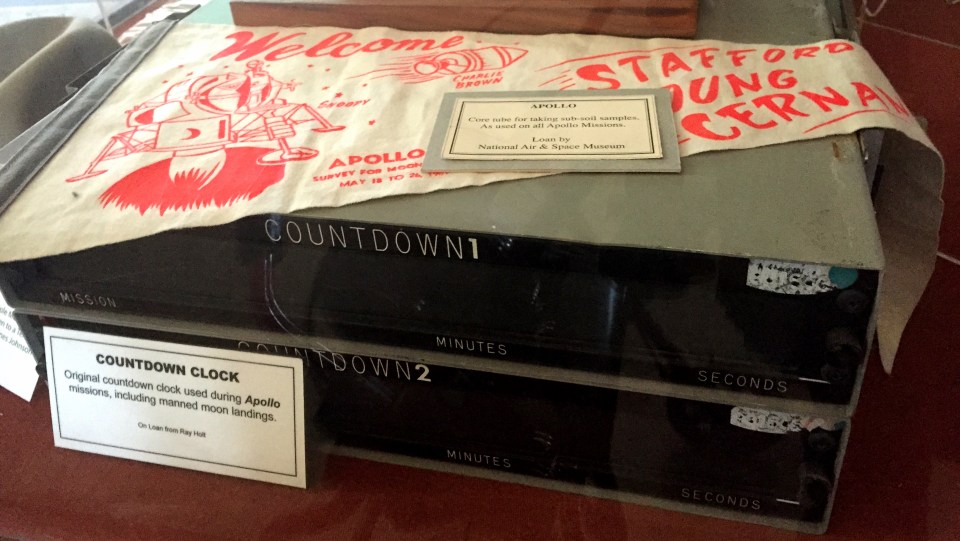 Welcome
CHARLIE
BROWN
Snoopy
STAFFORD
YOUNG
CERNAN
APOLLO
SURVEY FOR MOON
MAY 18 TO 26
APOLLO
Core tube for taking sub-soil samples.
As used on all Apollo Missions.
Loan by
National Air & Space Museum
COUNTDOWN1
MISSION
MINUTES
SECONDS
COUNTDOWN2
MINUTES
SECONDS
COUNTDOWN CLOCK
Original countdown clock used during Apollo
missions, including manned moon landings.
On Loan from Ray Holt